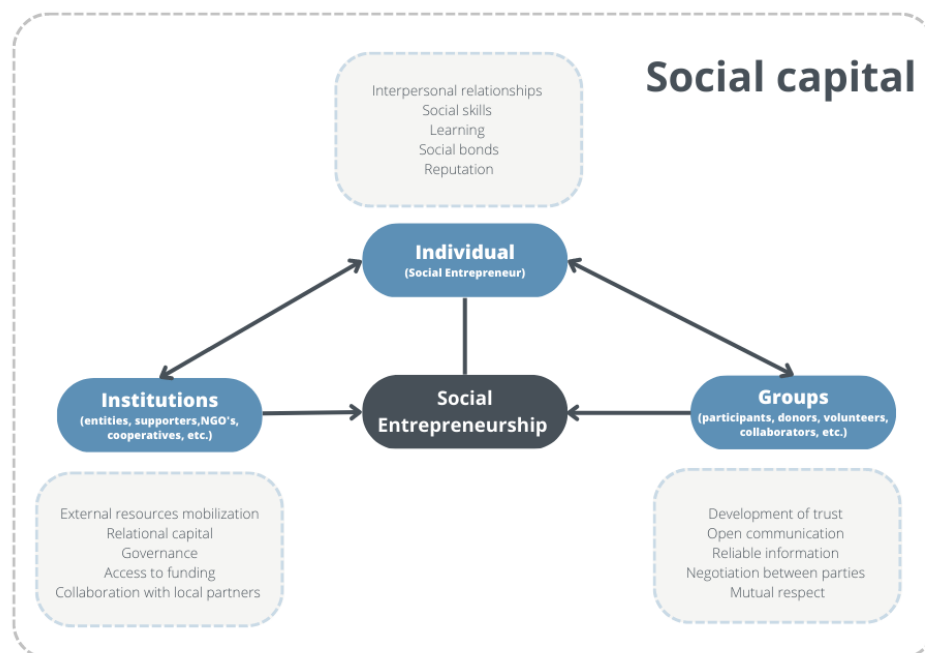 Social capital
Interpersonal relationships
Social skills
Learning
Social bonds
Reputation
Individual
(Social Entrepreneur)
Institutions
(entities, supporters,NGO's,
cooperatives, etc.)
Social
Entrepreneurship
Groups
(participants, donors, volunteers,
collaborators, etc.)
External resources mobilization
Relational capital
Governance
Access to funding
Collaboration with local partners
Development of trust
Open communication
Reliable information
Negotiation between parties
Mutual respect